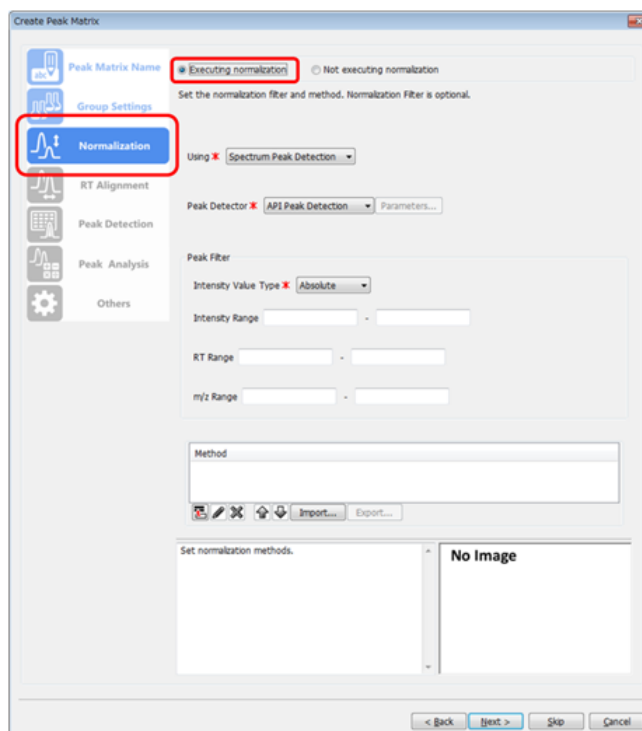 Create Peak Matrix
abc
Peak Matrix Name
Group Settings
Normalization
RT Alignment
Peak Detection
Peak Analysis
Others
Executing normalization
Not executing normalization
Set the normalization filter and method. Normalization Filter is optional.
Using * Spectrum Peak Detection
Peak Detector * API Peak Detection Parameters...
Peak Filter
Intensity Value Type * Absolute
Intensity Range -
RT Range -
m/z Range -
Method
Import... Export...
Set normalization methods.
No Image
< Back Next > Skip Cancel